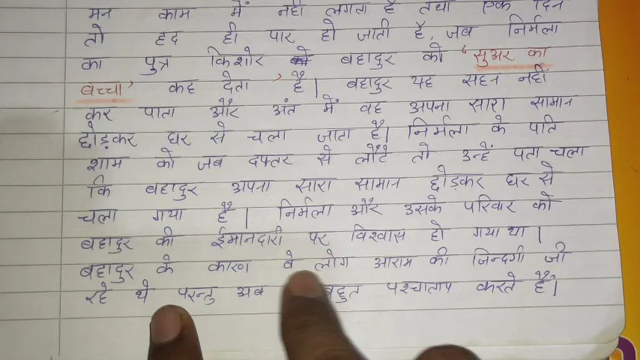 मन काम में नहीं लगता है तथा एक दिन
तो हद ही पार हो जाती है, जब निर्मला
का पुत्र किशोर बहादुर को 'सुअर का
बच्चा' कह देता है। बहादुर यह सहन नहीं
कर पाता और अंत में वह अपना सारा सामान
छोड़कर घर से चला जाता है। निर्मला के पति
शाम को जब दफ्तर से लौटे तो उन्हें पता चला
कि बहादुर अपना सारा सामान छोड़कर घर से
चला गया है। निर्मला और उसके परिवार को
बहादुर की ईमानदारी पर विश्वास हो गया था।
बहादुर के कारण वे लोग आराम की जिन्दगी जी
रहे थे परन्तु अब बहुत पश्चाताप करते हैं।